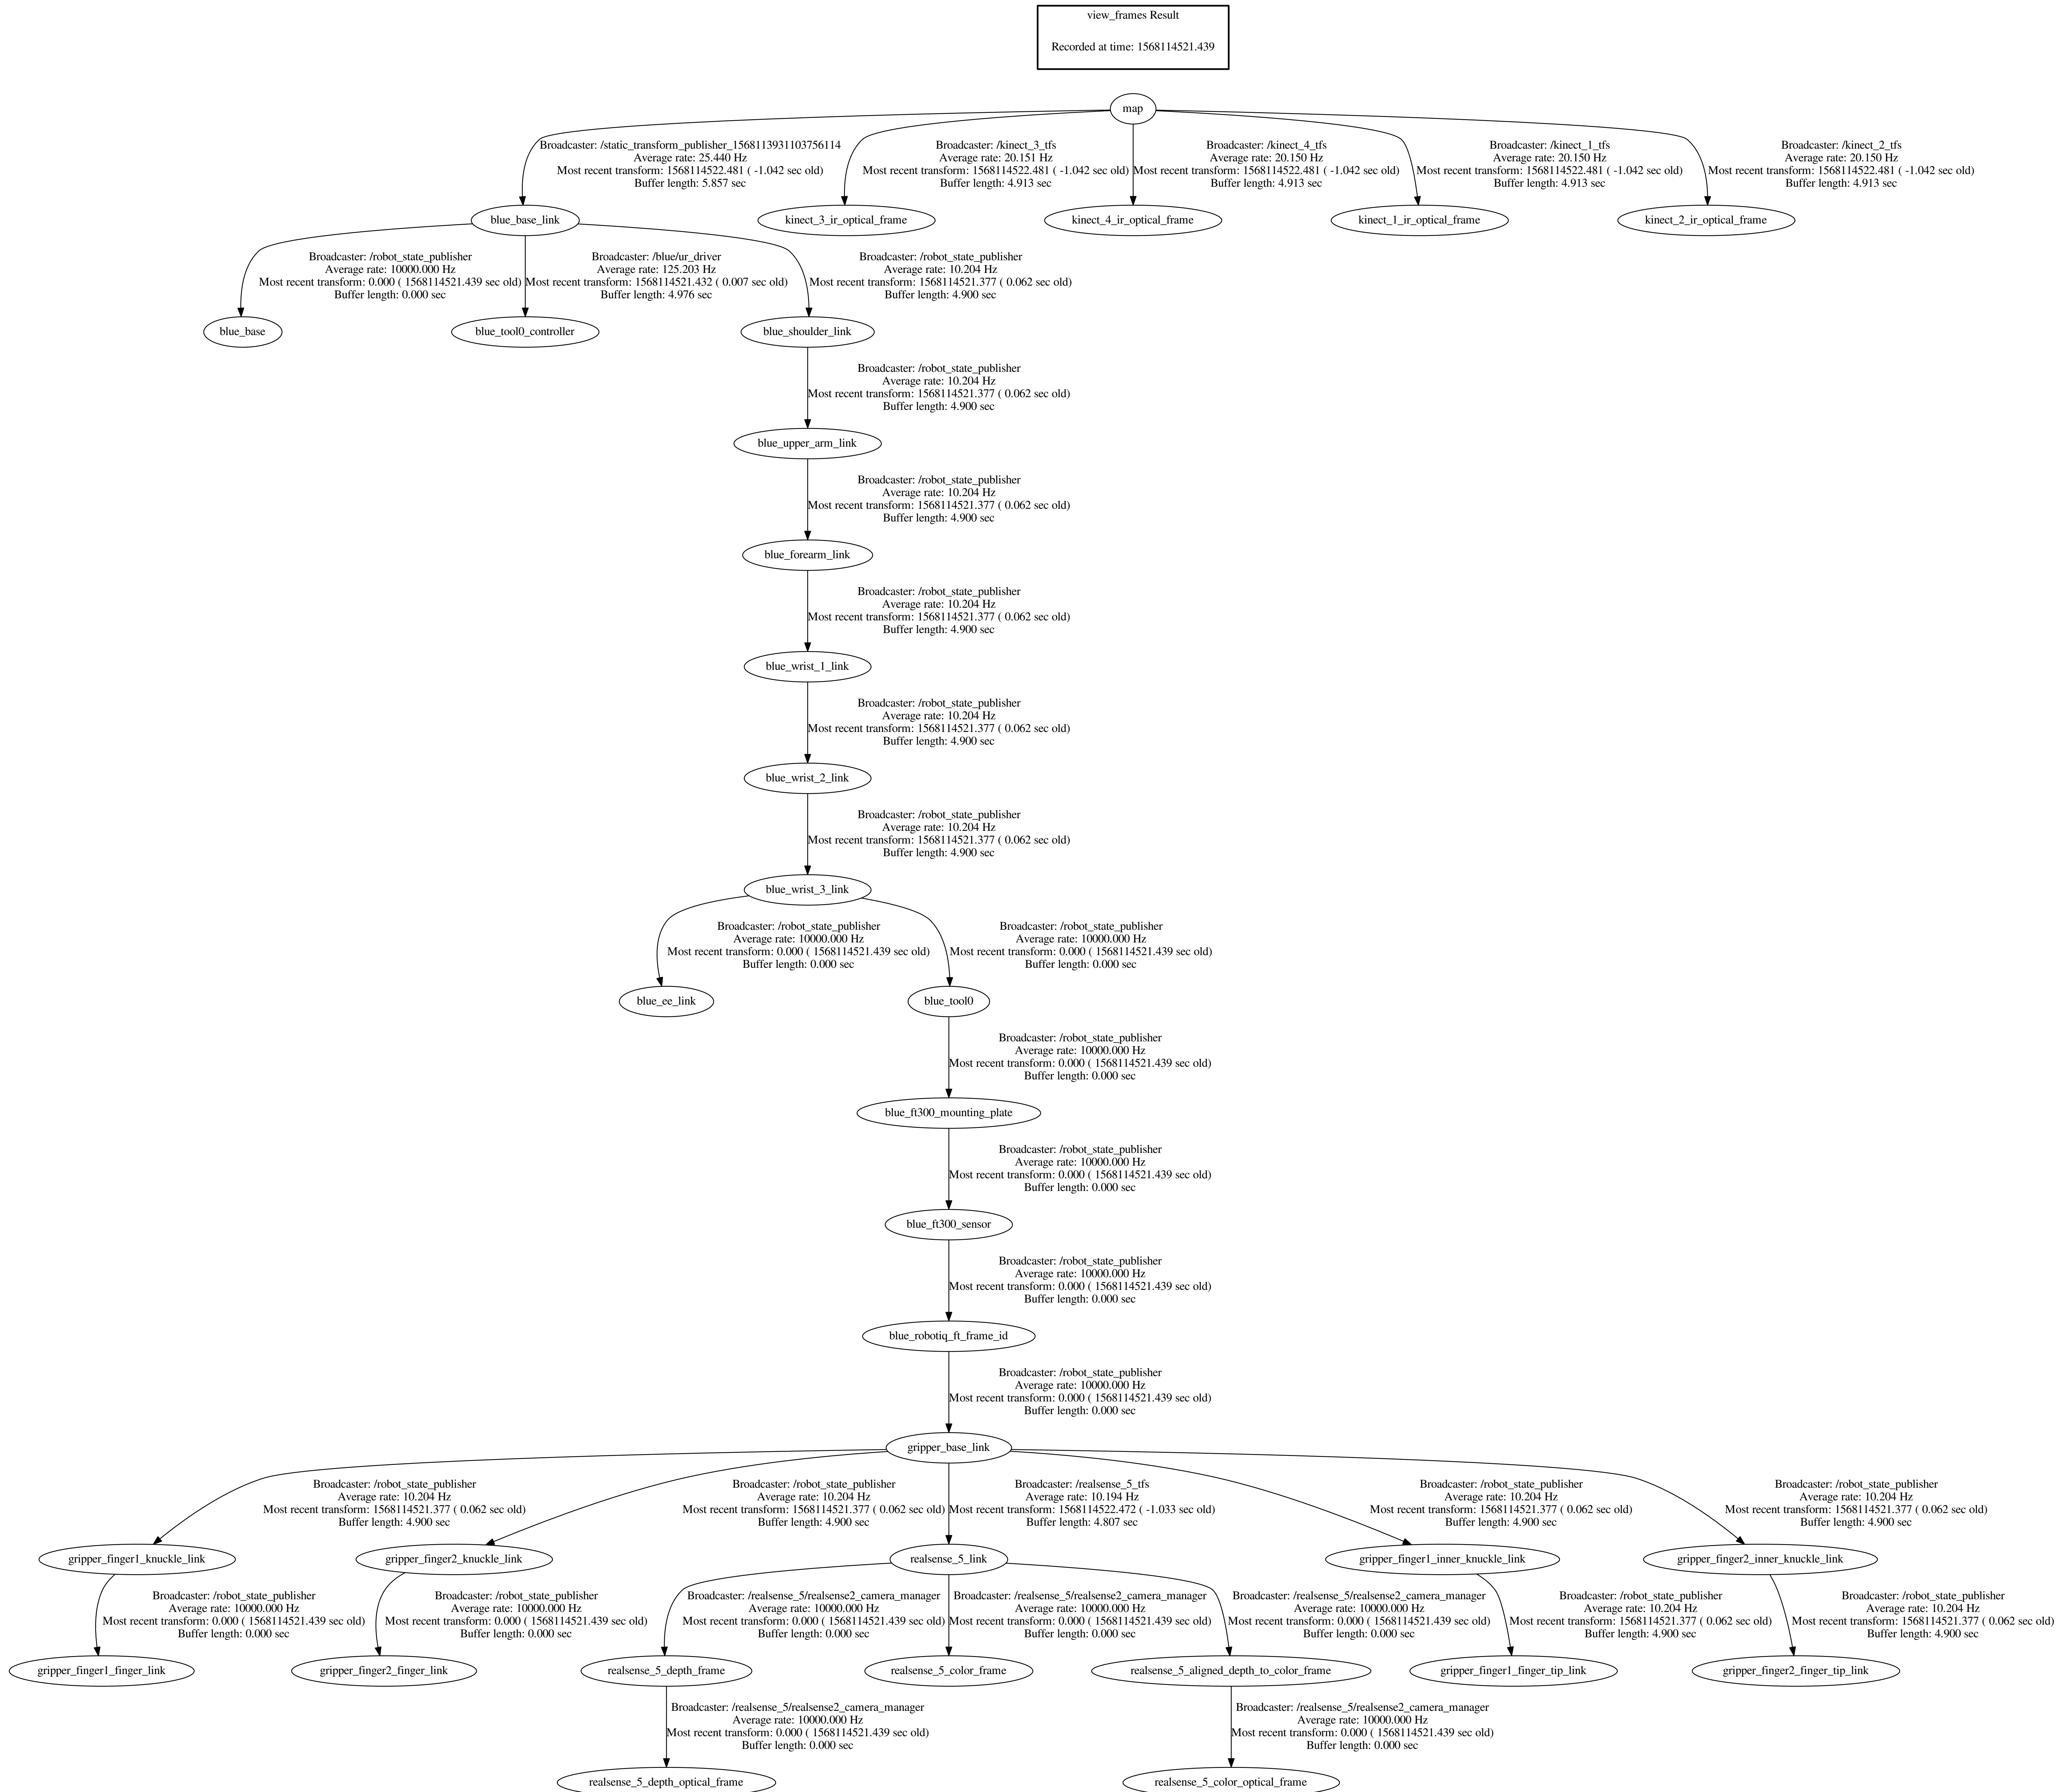 view_frames Result
Recorded at time: 1568114521.439
map
Broadcaster: /static_transform_publisher_1568113931103756114
Average rate: 25.440 Hz
Most recent transform: 1568114522.481 ( -1.042 sec old)
Buffer length: 5.857 sec
Broadcaster: /kinect_3_tfs
Average rate: 20.151 Hz
Most recent transform: 1568114522.481 ( -1.042 sec old)
Buffer length: 4.913 sec
Broadcaster: /kinect_4_tfs
Average rate: 20.150 Hz
Most recent transform: 1568114522.481 ( -1.042 sec old)
Buffer length: 4.913 sec
Broadcaster: /kinect_1_tfs
Average rate: 20.150 Hz
Most recent transform: 1568114522.481 ( -1.042 sec old)
Buffer length: 4.913 sec
Broadcaster: /kinect_2_tfs
Average rate: 20.150 Hz
Most recent transform: 1568114522.481 ( -1.042 sec old)
Buffer length: 4.913 sec
blue_base_link
kinect_3_ir_optical_frame
kinect_4_ir_optical_frame
kinect_1_ir_optical_frame
kinect_2_ir_optical_frame
Broadcaster: /robot_state_publisher
Average rate: 10000.000 Hz
Most recent transform: 0.000 ( 1568114521.439 sec old)
Buffer length: 0.000 sec
Broadcaster: /blue/ur_driver
Average rate: 125.203 Hz
Most recent transform: 1568114521.432 ( 0.007 sec old)
Buffer length: 4.976 sec
Broadcaster: /robot_state_publisher
Average rate: 10.204 Hz
Most recent transform: 1568114521.377 ( 0.062 sec old)
Buffer length: 4.900 sec
blue_base
blue_tool0_controller
blue_shoulder_link
Broadcaster: /robot_state_publisher
Average rate: 10.204 Hz
Most recent transform: 1568114521.377 ( 0.062 sec old)
Buffer length: 4.900 sec
blue_upper_arm_link
Broadcaster: /robot_state_publisher
Average rate: 10.204 Hz
Most recent transform: 1568114521.377 ( 0.062 sec old)
Buffer length: 4.900 sec
blue_forearm_link
Broadcaster: /robot_state_publisher
Average rate: 10.204 Hz
Most recent transform: 1568114521.377 ( 0.062 sec old)
Buffer length: 4.900 sec
blue_wrist_1_link
Broadcaster: /robot_state_publisher
Average rate: 10.204 Hz
Most recent transform: 1568114521.377 ( 0.062 sec old)
Buffer length: 4.900 sec
blue_wrist_2_link
Broadcaster: /robot_state_publisher
Average rate: 10.204 Hz
Most recent transform: 1568114521.377 ( 0.062 sec old)
Buffer length: 4.900 sec
blue_wrist_3_link
Broadcaster: /robot_state_publisher
Average rate: 10000.000 Hz
Most recent transform: 0.000 ( 1568114521.439 sec old)
Buffer length: 0.000 sec
Broadcaster: /robot_state_publisher
Average rate: 10000.000 Hz
Most recent transform: 0.000 ( 1568114521.439 sec old)
Buffer length: 0.000 sec
blue_ee_link
blue_tool0
Broadcaster: /robot_state_publisher
Average rate: 10000.000 Hz
Most recent transform: 0.000 ( 1568114521.439 sec old)
Buffer length: 0.000 sec
blue_ft300_mounting_plate
Broadcaster: /robot_state_publisher
Average rate: 10000.000 Hz
Most recent transform: 0.000 ( 1568114521.439 sec old)
Buffer length: 0.000 sec
blue_ft300_sensor
Broadcaster: /robot_state_publisher
Average rate: 10000.000 Hz
Most recent transform: 0.000 ( 1568114521.439 sec old)
Buffer length: 0.000 sec
blue_robotiq_ft_frame_id
Broadcaster: /robot_state_publisher
Average rate: 10000.000 Hz
Most recent transform: 0.000 ( 1568114521.439 sec old)
Buffer length: 0.000 sec
gripper_base_link
Broadcaster: /robot_state_publisher
Average rate: 10.204 Hz
Most recent transform: 1568114521.377 ( 0.062 sec old)
Buffer length: 4.900 sec
Broadcaster: /robot_state_publisher
Average rate: 10.204 Hz
Most recent transform: 1568114521.377 ( 0.062 sec old)
Buffer length: 4.900 sec
Broadcaster: /realsense_5_tfs
Average rate: 10.194 Hz
Most recent transform: 1568114522.472 ( -1.033 sec old)
Buffer length: 4.807 sec
Broadcaster: /robot_state_publisher
Average rate: 10.204 Hz
Most recent transform: 1568114521.377 ( 0.062 sec old)
Buffer length: 4.900 sec
Broadcaster: /robot_state_publisher
Average rate: 10.204 Hz
Most recent transform: 1568114521.377 ( 0.062 sec old)
Buffer length: 4.900 sec
gripper_finger1_knuckle_link
gripper_finger2_knuckle_link
realsense_5_link
gripper_finger1_inner_knuckle_link
gripper_finger2_inner_knuckle_link
Broadcaster: /robot_state_publisher
Average rate: 10000.000 Hz
Most recent transform: 0.000 ( 1568114521.439 sec old)
Buffer length: 0.000 sec
Broadcaster: /robot_state_publisher
Average rate: 10000.000 Hz
Most recent transform: 0.000 ( 1568114521.439 sec old)
Buffer length: 0.000 sec
Broadcaster: /realsense_5/realsense2_camera_manager
Average rate: 10000.000 Hz
Most recent transform: 0.000 ( 1568114521.439 sec old)
Buffer length: 0.000 sec
Broadcaster: /realsense_5/realsense2_camera_manager
Average rate: 10000.000 Hz
Most recent transform: 0.000 ( 1568114521.439 sec old)
Buffer length: 0.000 sec
Broadcaster: /realsense_5/realsense2_camera_manager
Average rate: 10000.000 Hz
Most recent transform: 0.000 ( 1568114521.439 sec old)
Buffer length: 0.000 sec
Broadcaster: /robot_state_publisher
Average rate: 10.204 Hz
Most recent transform: 1568114521.377 ( 0.062 sec old)
Buffer length: 4.900 sec
Broadcaster: /robot_state_publisher
Average rate: 10.204 Hz
Most recent transform: 1568114521.377 ( 0.062 sec old)
Buffer length: 4.900 sec
gripper_finger1_finger_link
gripper_finger2_finger_link
realsense_5_depth_frame
realsense_5_color_frame
realsense_5_aligned_depth_to_color_frame
gripper_finger1_finger_tip_link
gripper_finger2_finger_tip_link
Broadcaster: /realsense_5/realsense2_camera_manager
Average rate: 10000.000 Hz
Most recent transform: 0.000 ( 1568114521.439 sec old)
Buffer length: 0.000 sec
Broadcaster: /realsense_5/realsense2_camera_manager
Average rate: 10000.000 Hz
Most recent transform: 0.000 ( 1568114521.439 sec old)
Buffer length: 0.000 sec
realsense_5_depth_optical_frame
realsense_5_color_optical_frame